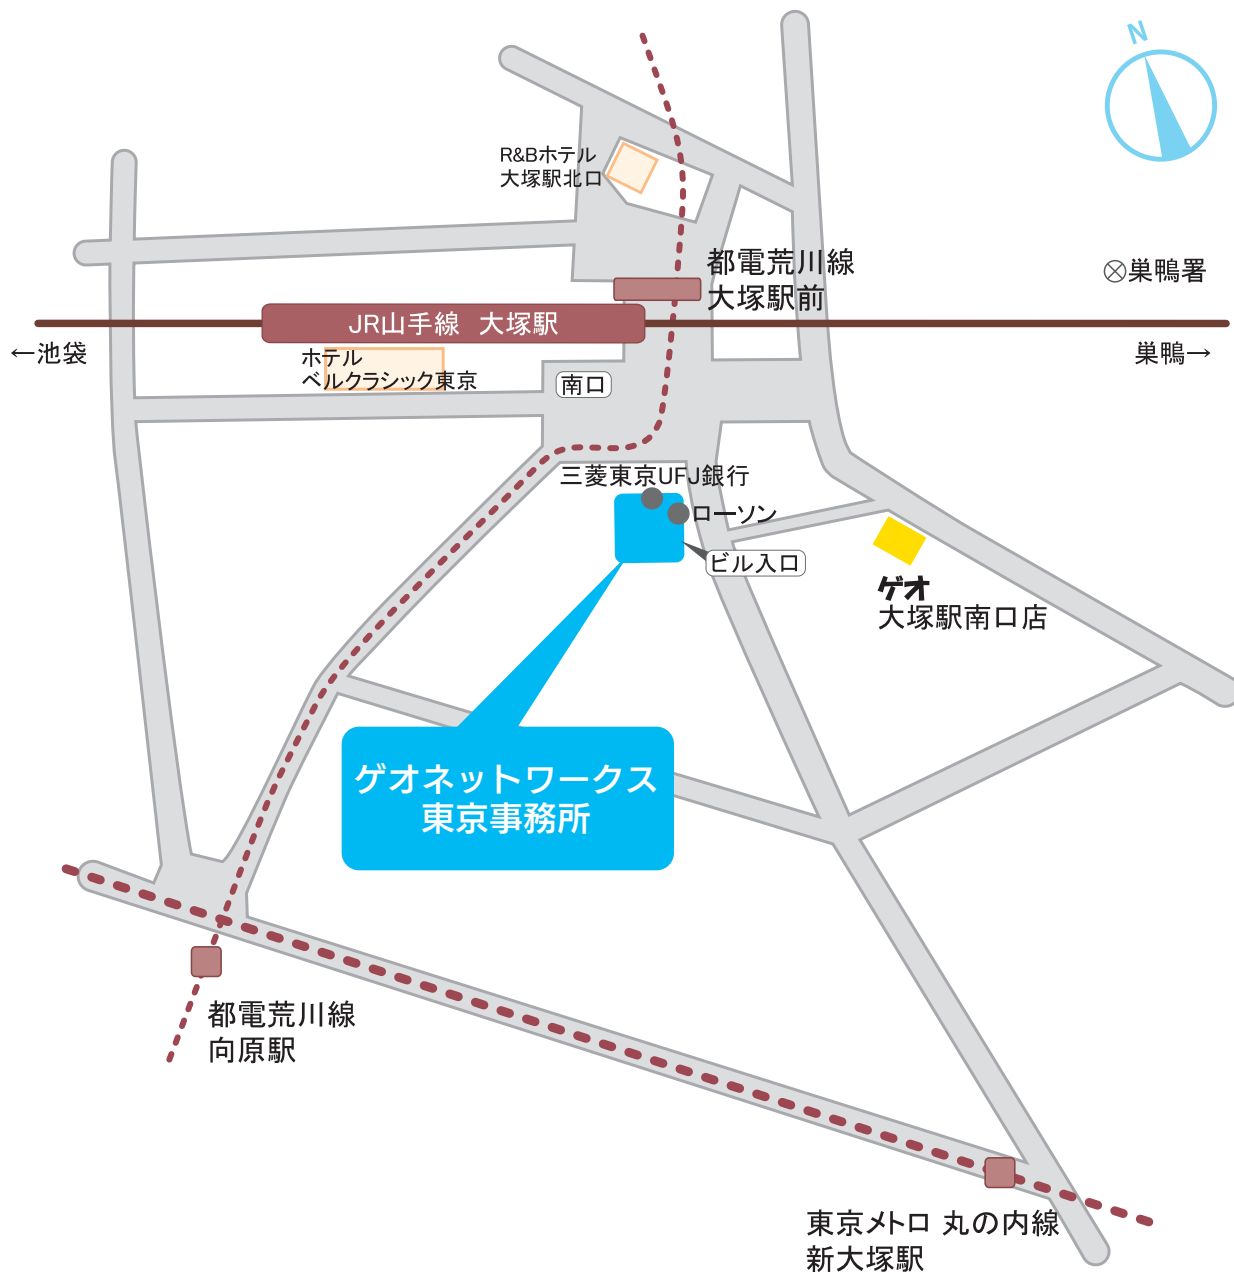 N
R&Bホテル
大塚駅北口
都電荒川線
大塚駅前
巣鴨署
JR山手線 大塚駅
←池袋
巣鴨→
ホテル
ベルクラシック東京
南口
三菱東京UFJ銀行
ローソン
ビル入口
ゲオ
大塚駅南口店
ゲオネットワークス
東京事務所
都電荒川線
向原駅
東京メトロ 丸の内線
新大塚駅